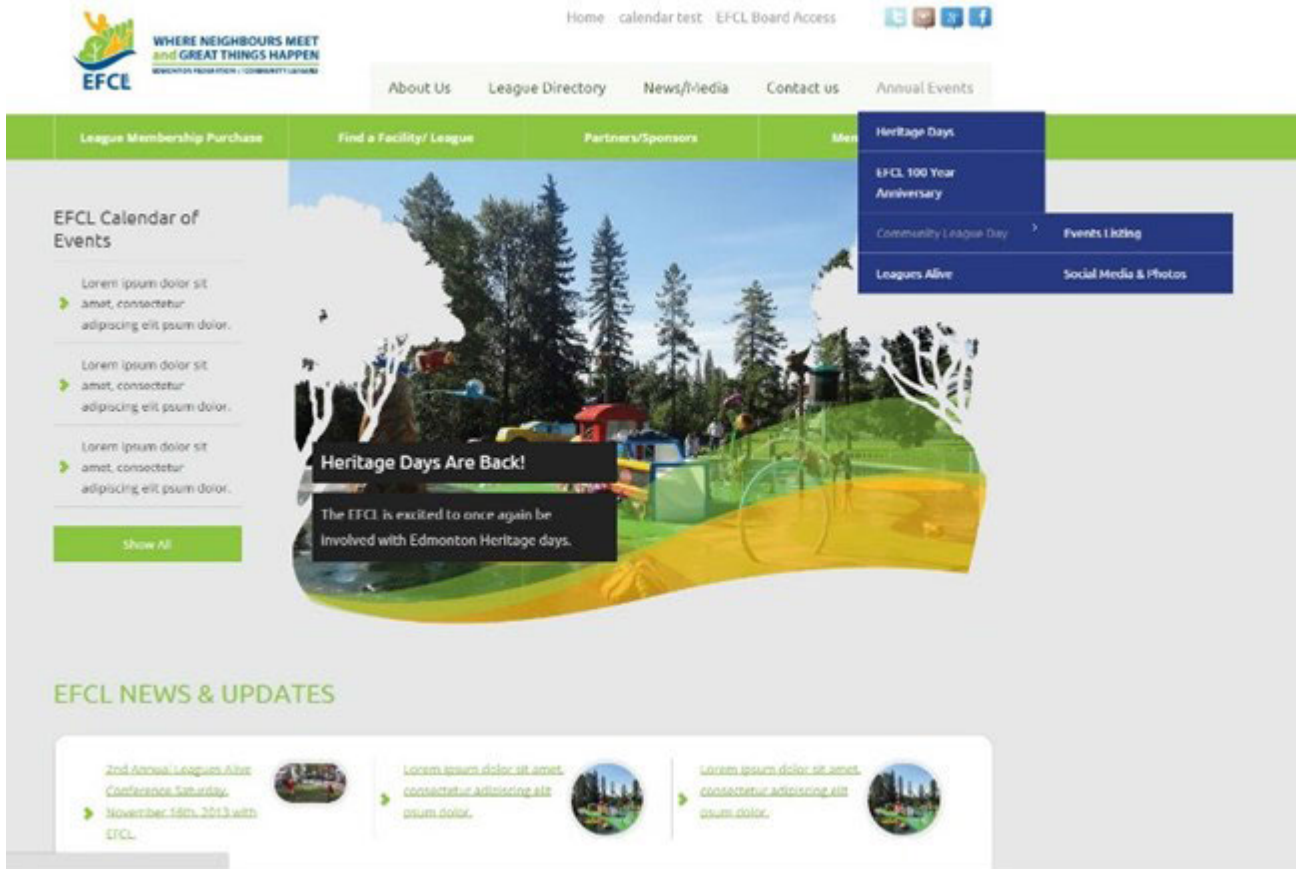 Home calendar test EFCL Board Access
WHERE NEIGHBOURS MEET
and GREAT THINGS HAPPEN
EDMONTON FEDERATION of COMMUNITY LEAGUES
EFCL
About Us League Directory News/Media Contact us Annual Events
League Membership Purchase Find a Facility/ League Partners/Sponsors
Heritage Days
EFCL 100 Year
Anniversary
Community League Day Events Listing
Leagues Alive Social Media & Photos
EFCL Calendar of
Events
Lorem ipsum dolor sit
amet, consectetur
adipiscing elit psum dolor.
Lorem ipsum dolor sit
amet, consectetur
adipiscing elit psum dolor.
Lorem ipsum dolor sit
amet, consectetur
adipiscing elit psum dolor.
Show All
Heritage Days Are Back!
The EFCL is excited to once again be
involved with Edmonton Heritage days.
EFCL NEWS & UPDATES
2nd Annual Leagues Alive
Conference Saturday,
November 16th, 2013 with
EFCL.
Lorem ipsum dolor sit amet,
consectetur adipiscing elit
psum dolor.
Lorem ipsum dolor sit amet,
consectetur adipiscing elit
psum dolor.